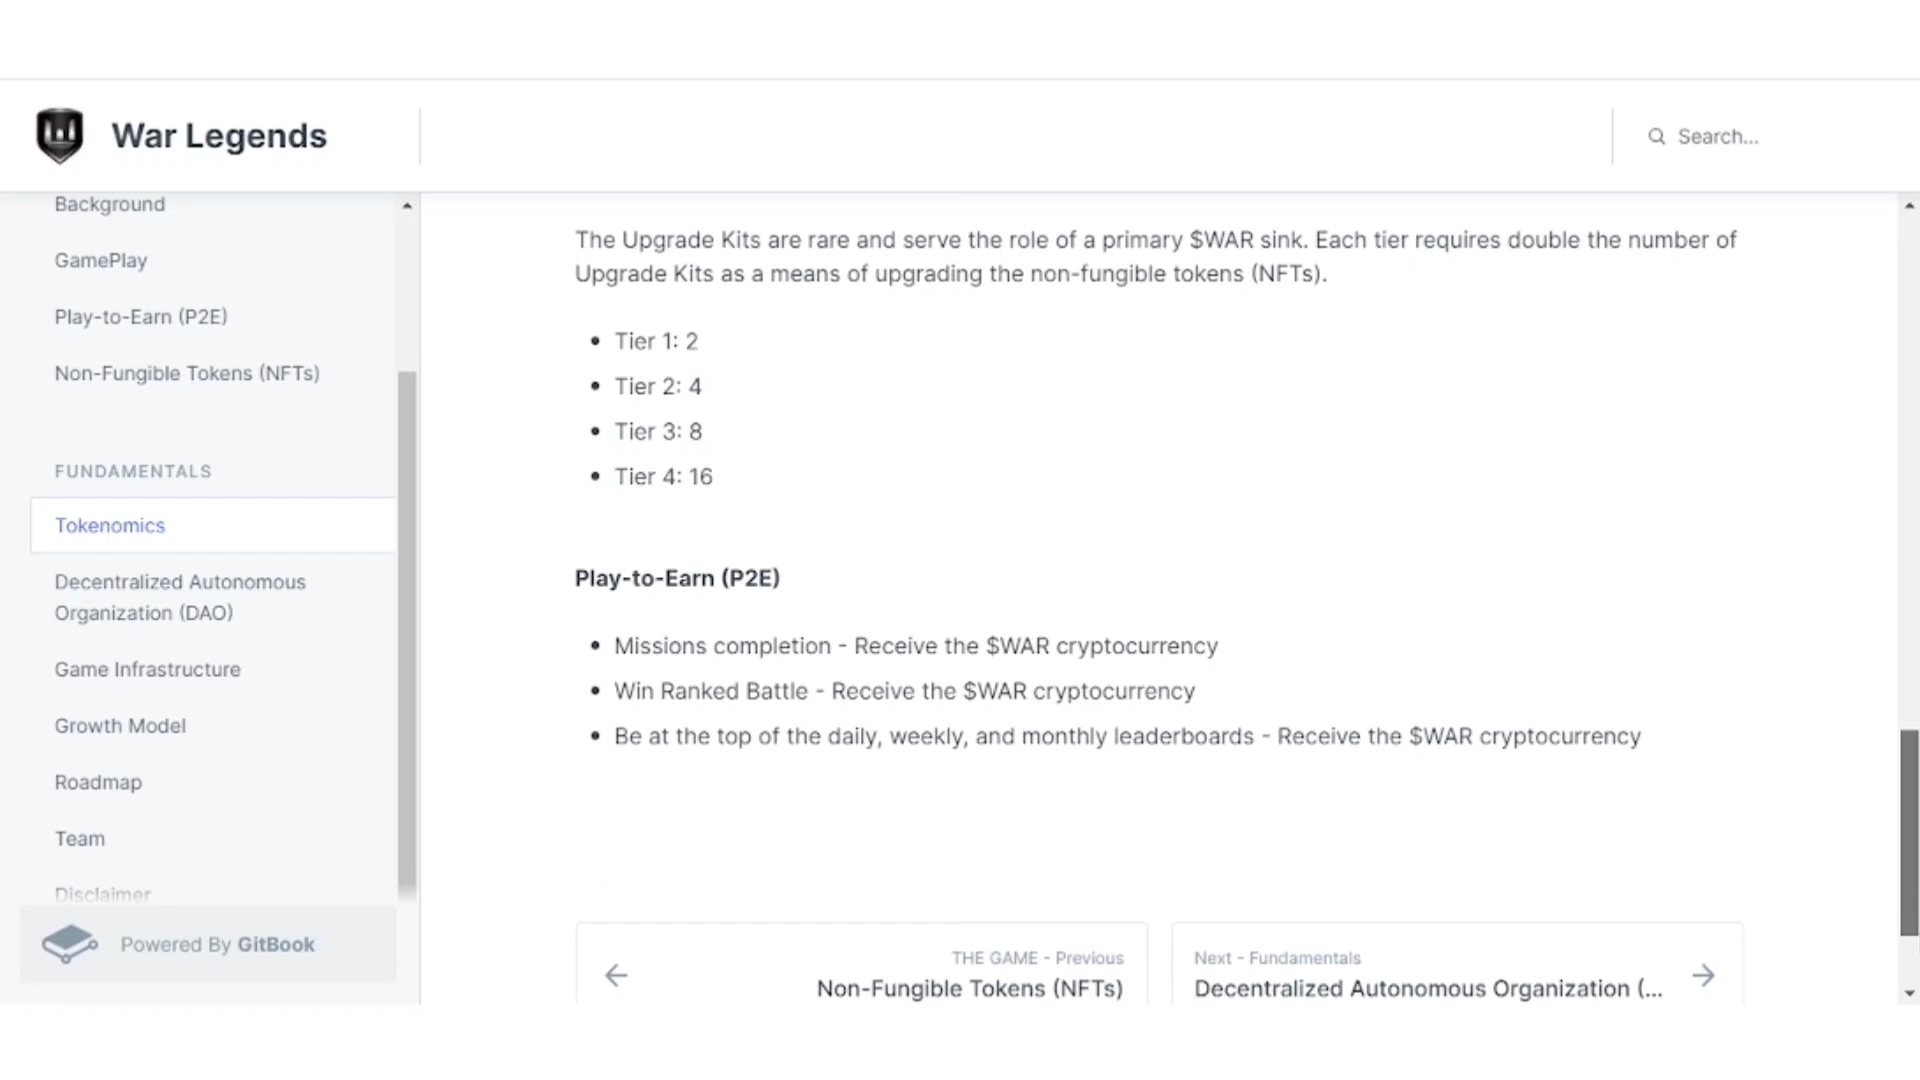 War Legends
Search...
Background
GamePlay
Play-to-Earn (P2E)
Non-Fungible Tokens (NFTs)
FUNDAMENTALS
Tokenomics
Decentralized Autonomous
Organization (DAO)
Game Infrastructure
Growth Model
Roadmap
Team
Disclaimer
Powered By GitBook
The Upgrade Kits are rare and serve the role of a primary $WAR sink. Each tier requires double the number of
Upgrade Kits as a means of upgrading the non-fungible tokens (NFTs).
• Tier 1: 2
• Tier 2: 4
• Tier 3: 8
• Tier 4: 16
Play-to-Earn (P2E)
• Missions completion - Receive the $WAR cryptocurrency
• Win Ranked Battle - Receive the $WAR cryptocurrency
• Be at the top of the daily, weekly, and monthly leaderboards - Receive the $WAR cryptocurrency
THE GAME - Previous
Non-Fungible Tokens (NFTs)
Next - Fundamentals
Decentralized Autonomous Organization (...